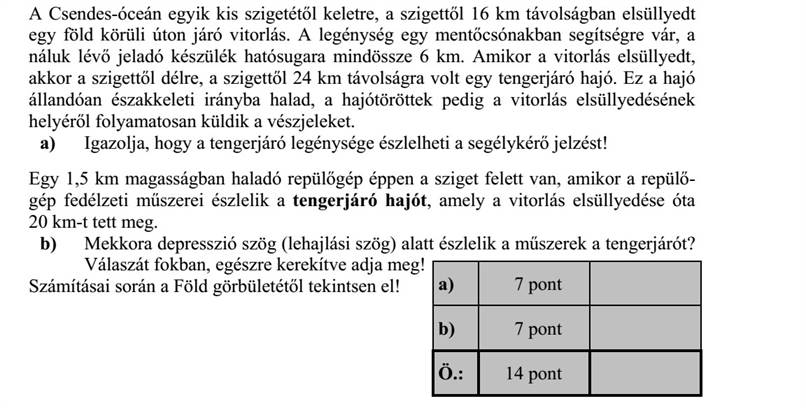 A Csendes-óceán egyik kis szigetétől keletre, a szigettől 16 km távolságban elsüllyedt
egy föld körüli úton járó vitorlás. A legénység egy mentőcsónakban segítségre vár, a
náluk lévő jeladó készülék hatósugara mindössze 6 km. Amikor a vitorlás elsüllyedt,
akkor a szigettől délre, a szigettől 24 km távolságra volt egy tengerjáró hajó. Ez a hajó
állandóan északkeleti irányba halad, a hajótöröttek pedig a vitorlás elsüllyedésének
helyéről folyamatosan küldik a vészjeleket.
a) Igazolja, hogy a tengerjáró legénysége észlelheti a segélykérő jelzést!
Egy 1,5 km magasságban haladó repülőgép éppen a sziget felett van, amikor a repülő-
gép fedélzeti műszerei észlelik a tengerjáró hajót, amely a vitorlás elsüllyedése óta
20 km-t tett meg.
b) Mekkora depresszió szög (lehajlási szög) alatt észlelik a műszerek a tengerjárót?
Válaszát fokban, egészre kerekítve adja meg!
Számításai során a Föld görbületétől tekintsen el!
a) 7 pont
b) 7 pont
Ö.: 14 pont